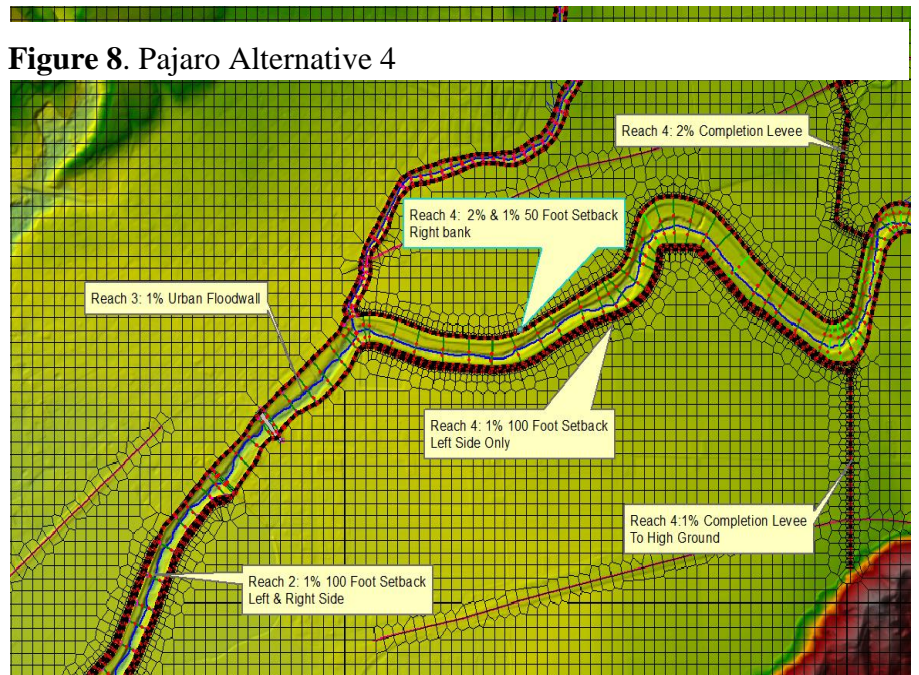 Figure 8. Pajaro Alternative 4
Reach 4: 2% Completion Levee
Reach 4: 2% & 1% 50 Foot Setback
Right bank
Reach 3: 1% Urban Floodwall
Reach 4: 1% 100 Foot Setback
Left Side Only
Reach 4:1% Completion Levee
To High Ground
Reach 2: 1% 100 Foot Setback
Left & Right Side